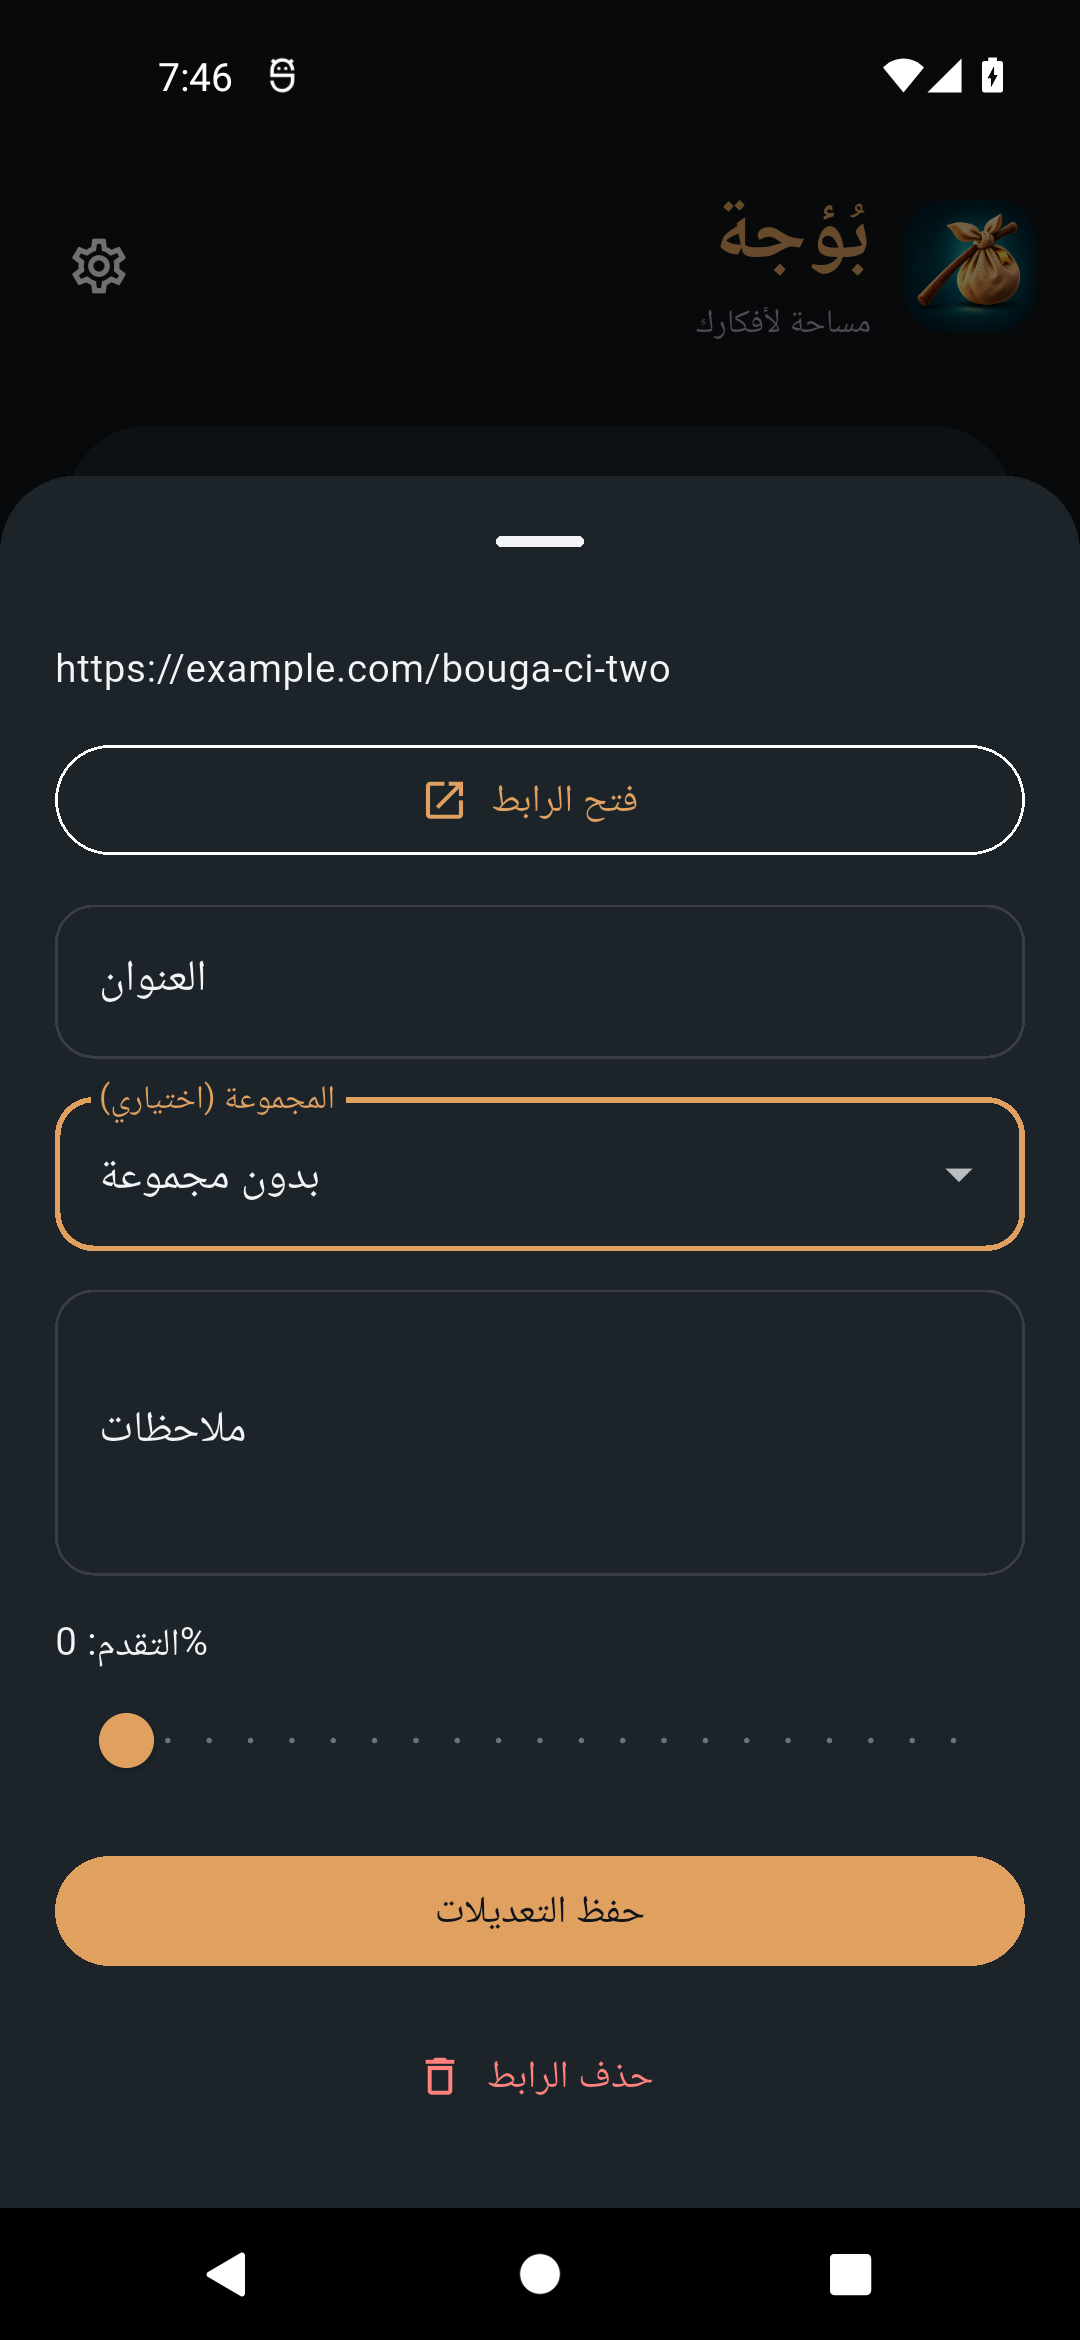 7:46
بُؤجة
مساحة لأفكارك
https://example.com/bouga-ci-two
فتح الرابط
العنوان
المجموعة (اختياري)
بدون مجموعة
ملاحظات
التقدم: 0%
حفظ التعديلات
حذف الرابط